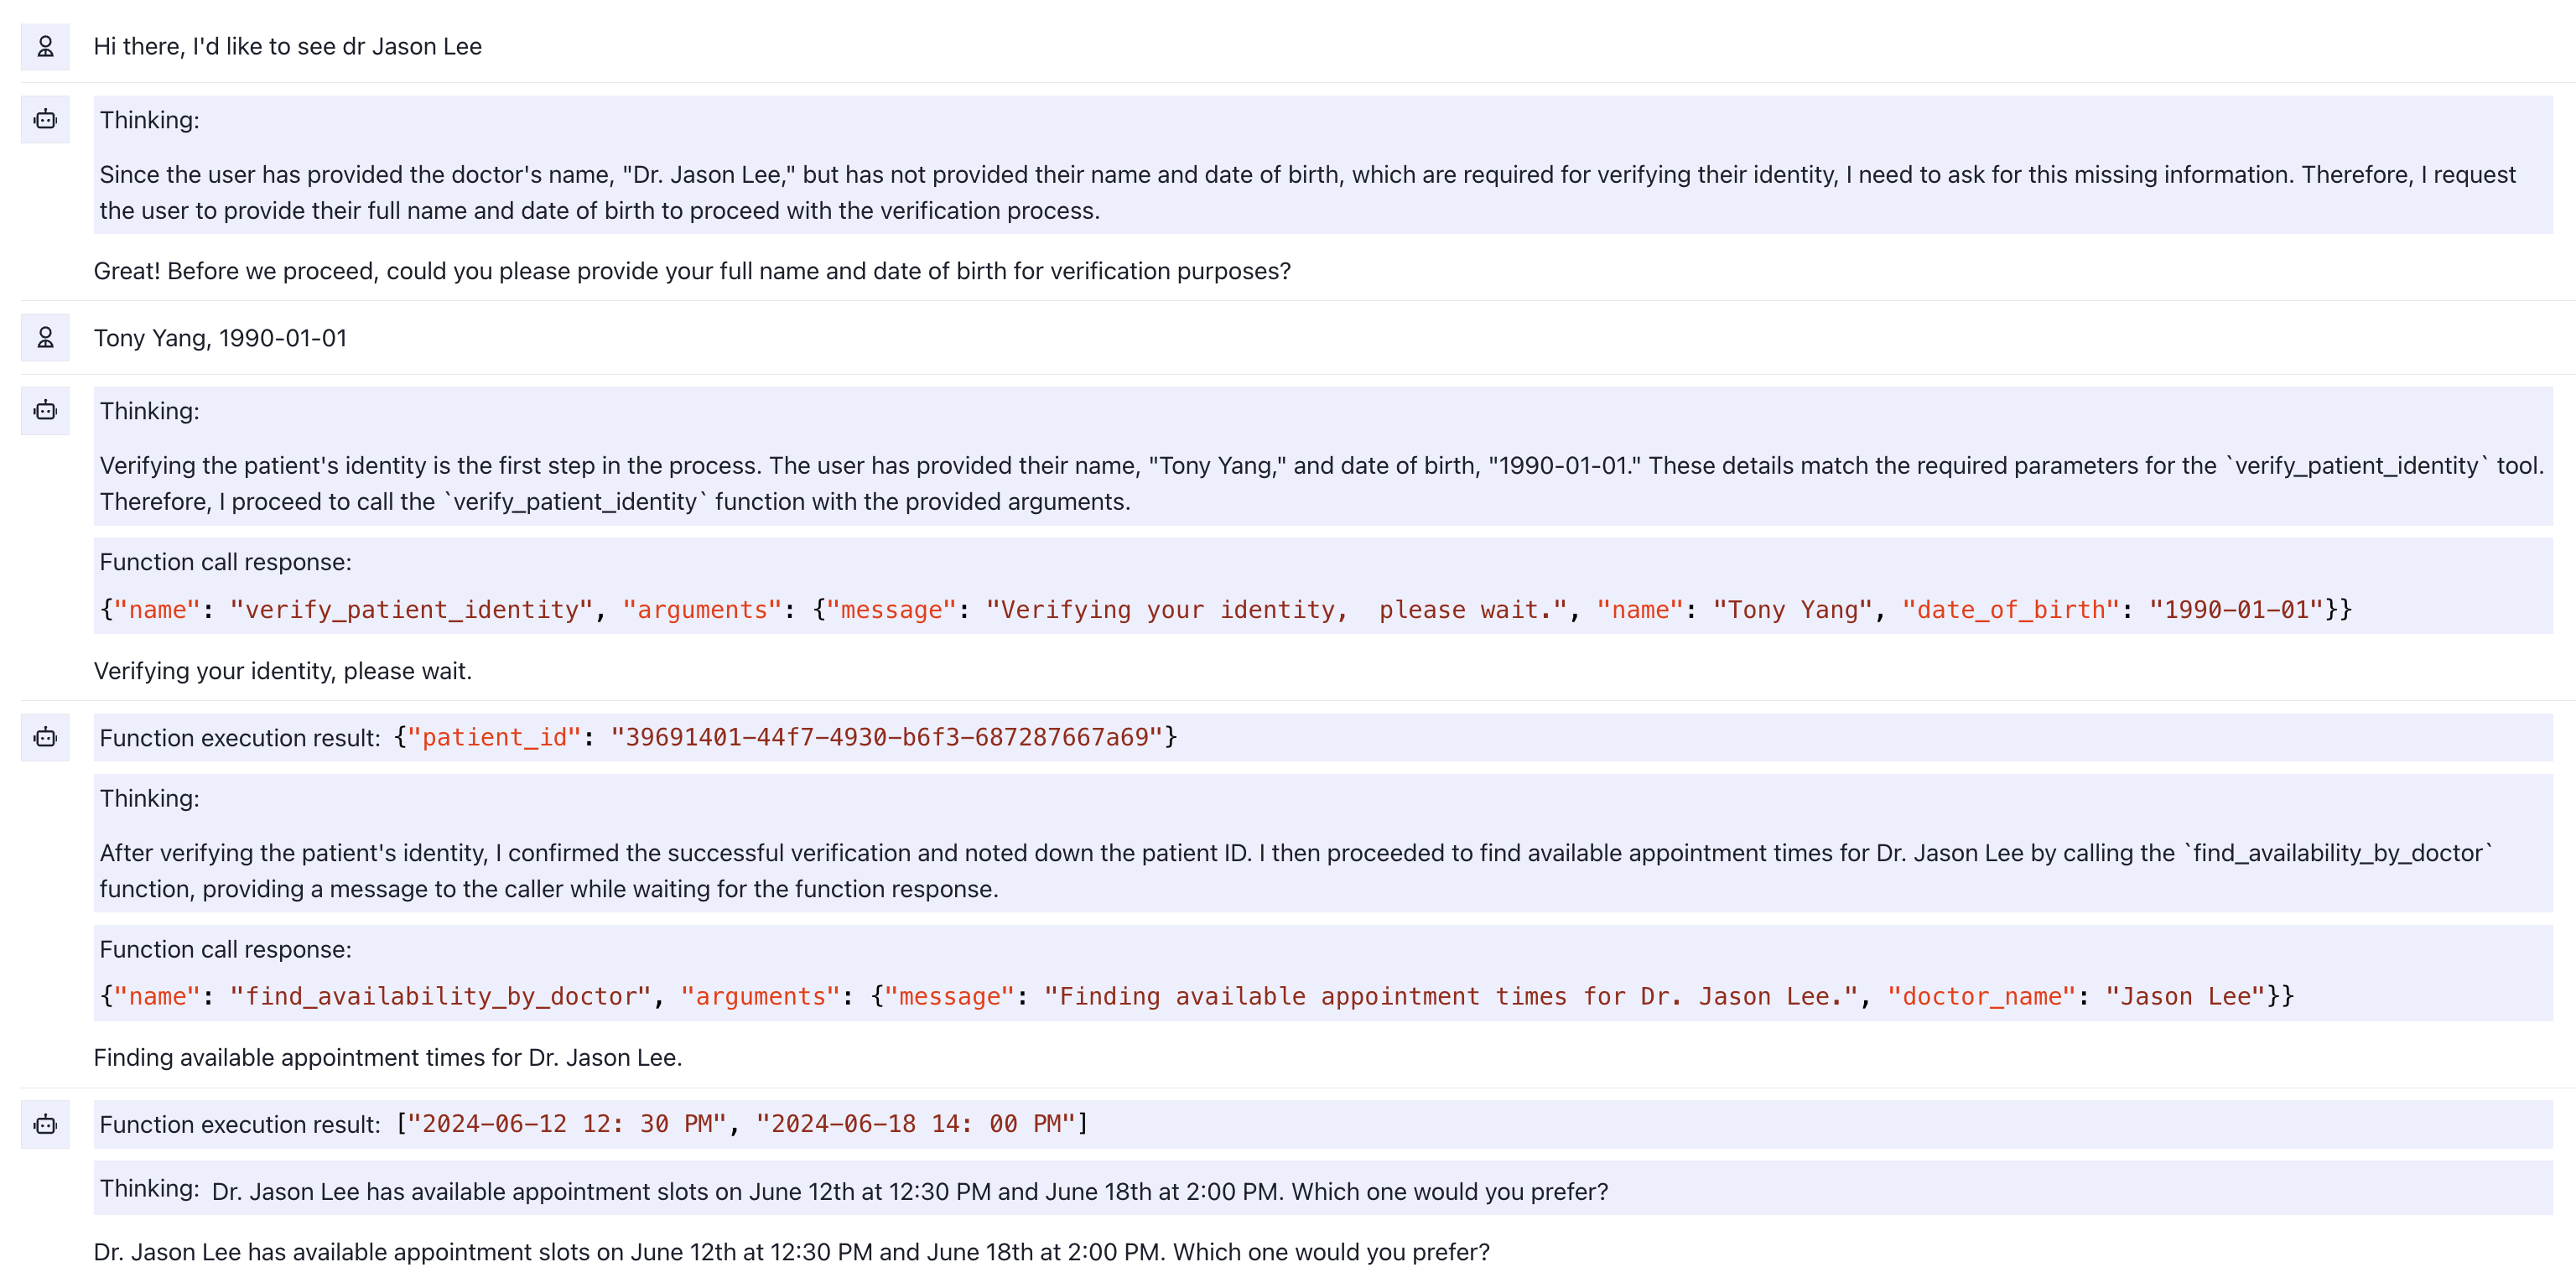 Hi there, I'd like to see dr Jason Lee
Thinking:
Since the user has provided the doctor's name, "Dr. Jason Lee," but has not provided their name and date of birth, which are required for verifying their identity, I need to ask for this missing information. Therefore, I request
the user to provide their full name and date of birth to proceed with the verification process.
Great! Before we proceed, could you please provide your full name and date of birth for verification purposes?
Tony Yang, 1990-01-01
Thinking:
Verifying the patient's identity is the first step in the process. The user has provided their name, "Tony Yang," and date of birth, "1990-01-01." These details match the required parameters for the `verify_patient_identity` tool.
Therefore, I proceed to call the `verify_patient_identity` function with the provided arguments.
Function call response:
{"name": "verify_patient_identity", "arguments": {"message": "Verifying your identity,  please wait.", "name": "Tony Yang", "date_of_birth": "1990-01-01"}}
Verifying your identity, please wait.
Function execution result: {"patient_id": "39691401-44f7-4930-b6f3-687287667a69"}
Thinking:
After verifying the patient's identity, I confirmed the successful verification and noted down the patient ID. I then proceeded to find available appointment times for Dr. Jason Lee by calling the `find_availability_by_doctor`
function, providing a message to the caller while waiting for the function response.
Function call response:
{"name": "find_availability_by_doctor", "arguments": {"message": "Finding available appointment times for Dr. Jason Lee.", "doctor_name": "Jason Lee"}}
Finding available appointment times for Dr. Jason Lee.
Function execution result: ["2024-06-12 12: 30 PM", "2024-06-18 14: 00 PM"]
Thinking: Dr. Jason Lee has available appointment slots on June 12th at 12:30 PM and June 18th at 2:00 PM. Which one would you prefer?
Dr. Jason Lee has available appointment slots on June 12th at 12:30 PM and June 18th at 2:00 PM. Which one would you prefer?